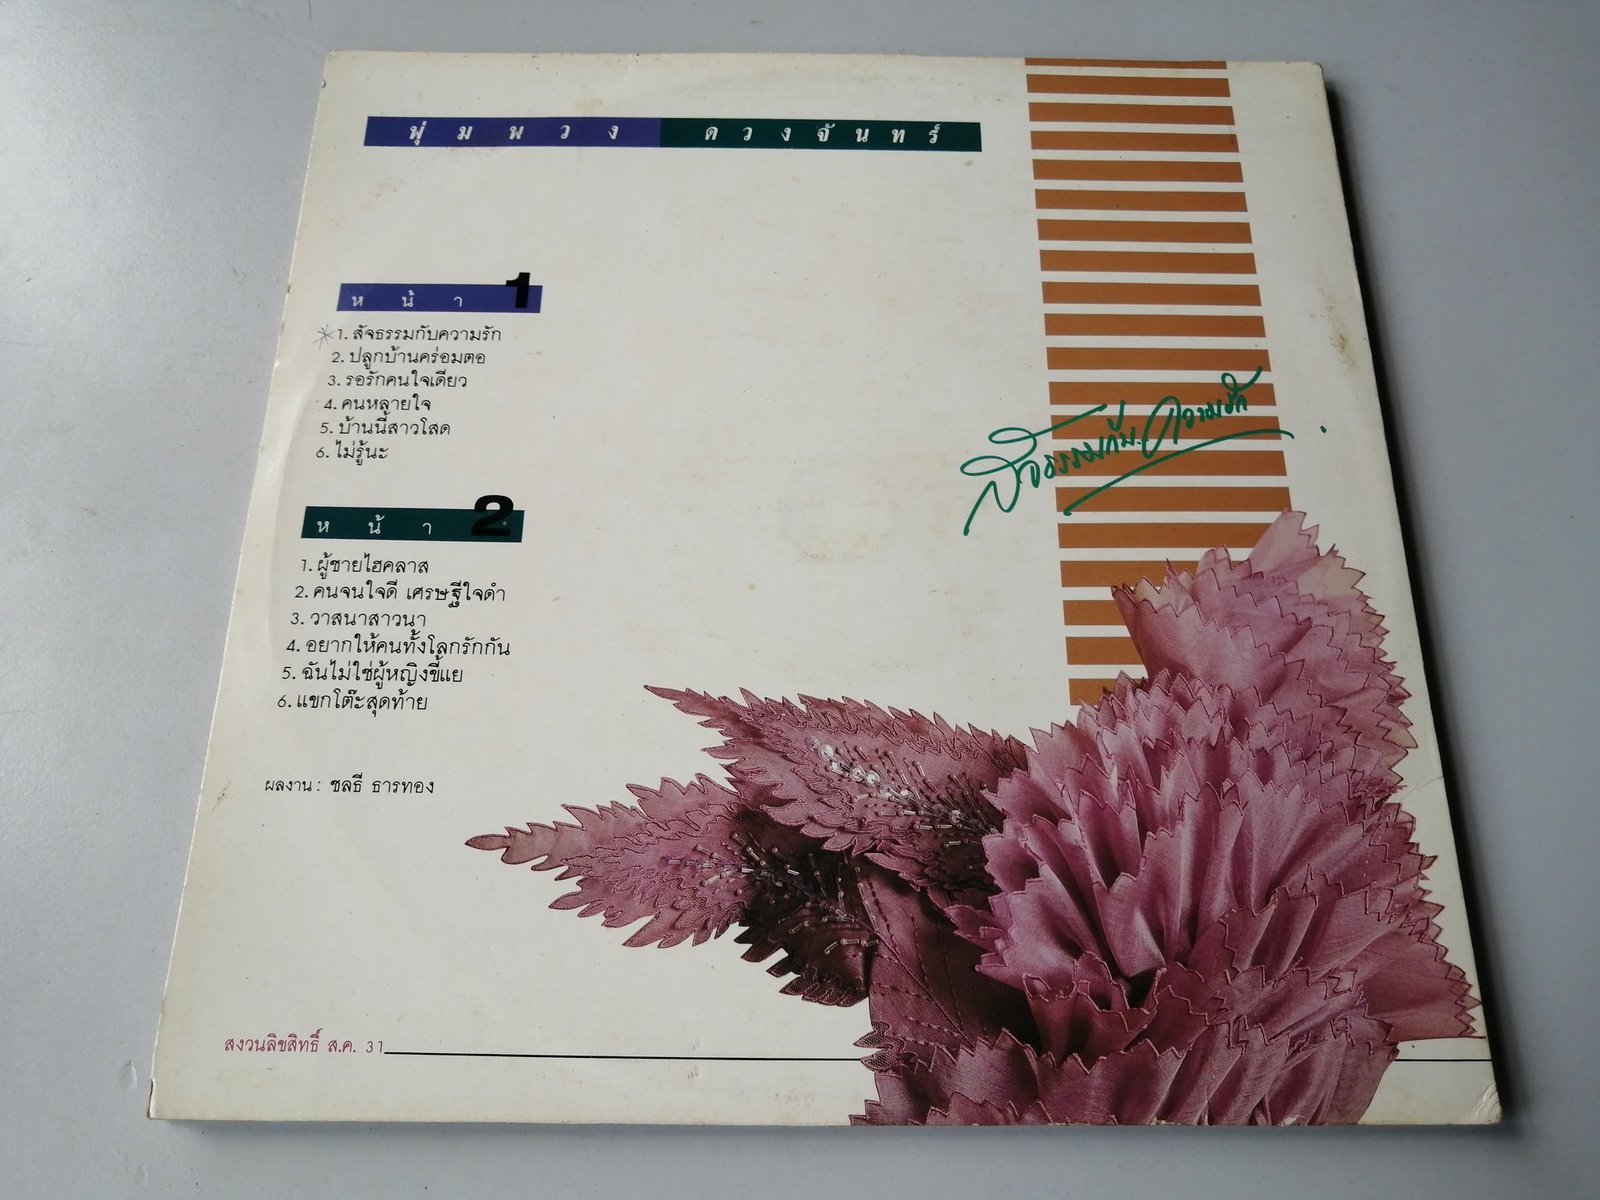 พุ่มพวง ดวงจันทร์
หน้า 1
1. สัจธรรมกับความรัก
2. ปลูกบ้านคร่อมตอ
3. รอรักคนใจเดียว
4. คนหลายใจ
5. บ้านนี้สาวโสด
6. ไม่รู้นะ
สัจธรรมกับความรัก
หน้า 2
1. ผู้ชายไฮคลาส
2. คนจนใจดี เศรษฐีใจดำ
3. วาสนาสาวนา
4. อยากให้คนทั้งโลกรักกัน
5. ฉันไม่ใช่ผู้หญิงขี้แย
6. แขกโต๊ะสุดท้าย
ผลงาน : ชลธี ธารทอง
สงวนลิขสิทธิ์ ส.ค. 31